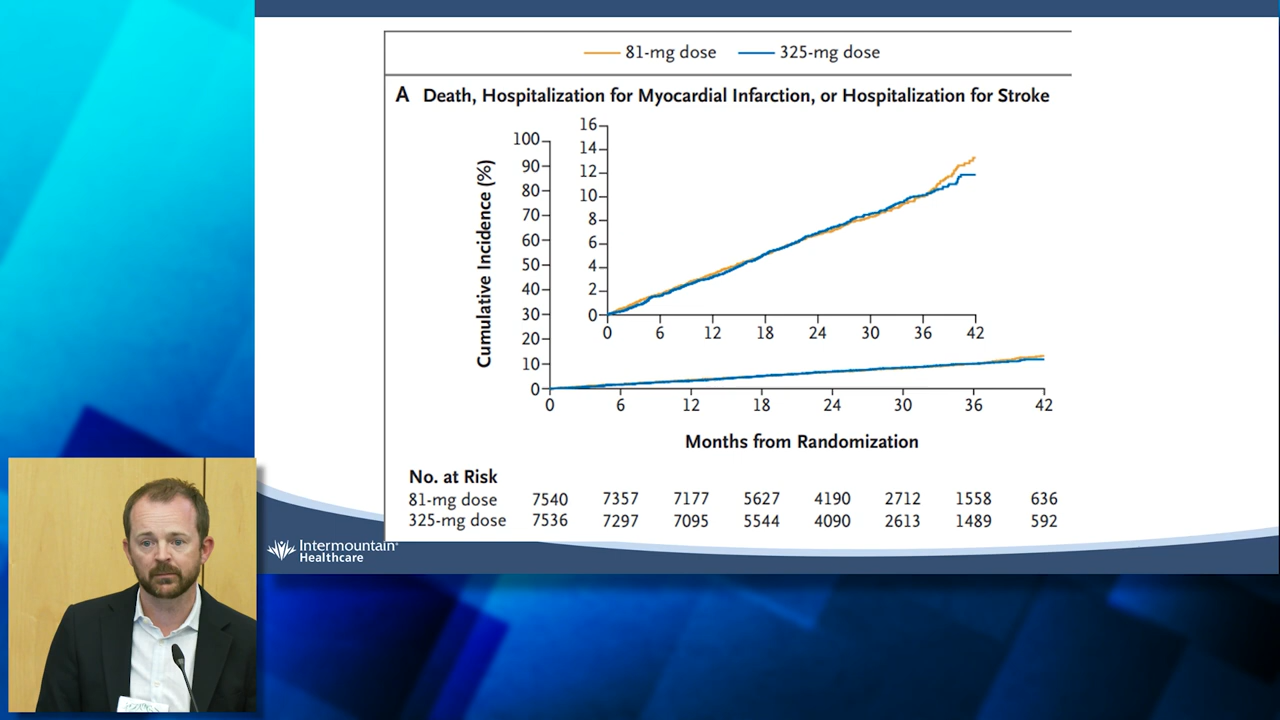 81-mg dose 325-mg dose
A Death, Hospitalization for Myocardial Infarction, or Hospitalization for Stroke
Cumulative Incidence (%)
100
90
80
70
60
50
40
30
20
10
0
16
14
12
10
8
6
4
2
0
0 6 12 18 24 30 36 42
0 6 12 18 24 30 36 42
Months from Randomization
No. at Risk
81-mg dose 7540 7357 7177 5627 4190 2712 1558 636
325-mg dose 7536 7297 7095 5544 4090 2613 1489 592
Intermountain
Healthcare